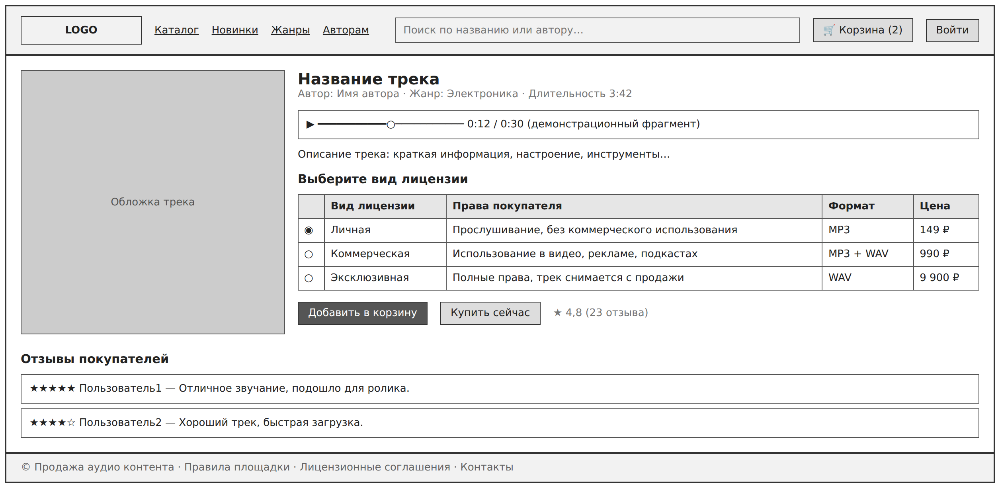 LOGO Каталог Новинки Жанры Авторам Поиск по названию или автору… 🛒 Корзина (2) Войти
Обложка трека
Название трека
Автор: Имя автора · Жанр: Электроника · Длительность 3:42
▶ ━━━━━━━━━━○────────── 0:12 / 0:30 (демонстрационный фрагмент)
Описание трека: краткая информация, настроение, инструменты…
Выберите вид лицензии
Вид лицензии Права покупателя Формат Цена
◉ Личная Прослушивание, без коммерческого использования MP3 149 ₽
○ Коммерческая Использование в видео, рекламе, подкастах MP3 + WAV 990 ₽
○ Эксклюзивная Полные права, трек снимается с продажи WAV 9 900 ₽
Добавить в корзину Купить сейчас ★ 4,8 (23 отзыва)
Отзывы покупателей
★★★★★ Пользователь1 — Отличное звучание, подошло для ролика.
★★★★☆ Пользователь2 — Хороший трек, быстрая загрузка.
© Продажа аудио контента · Правила площадки · Лицензионные соглашения · Контакты